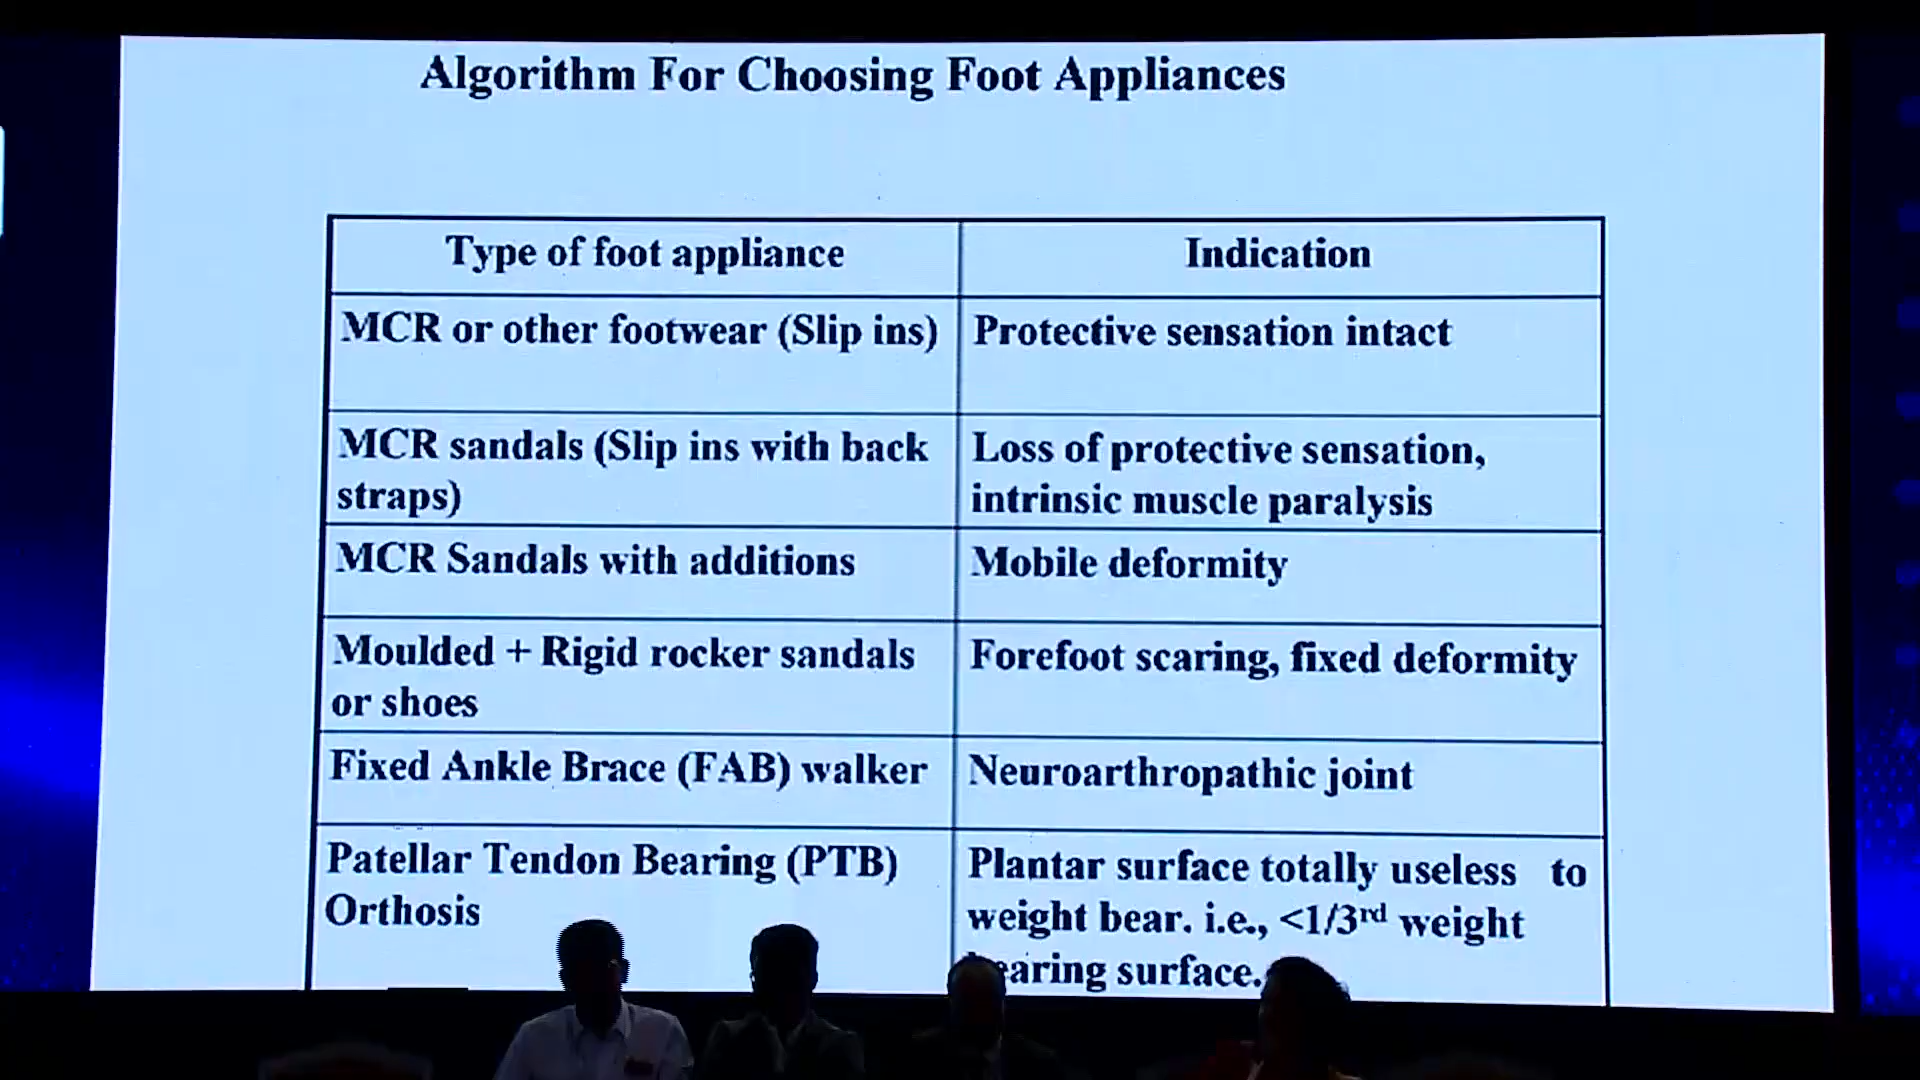 Algorithm For Choosing Foot Appliances
Type of foot appliance
Indication
MCR or other footwear (Slip ins)
Protective sensation intact
MCR sandals (Slip ins with back
straps)
Loss of protective sensation,
intrinsic muscle paralysis
MCR Sandals with additions
Mobile deformity
Moulded + Rigid rocker sandals
or shoes
Forefoot scaring, fixed deformity
Fixed Ankle Brace (FAB) walker
Neuroarthropathic joint
Patellar Tendon Bearing (PTB)
Orthosis
Plantar surface totally useless to
weight bear. i.e., <1/3rd weight
earing surface.